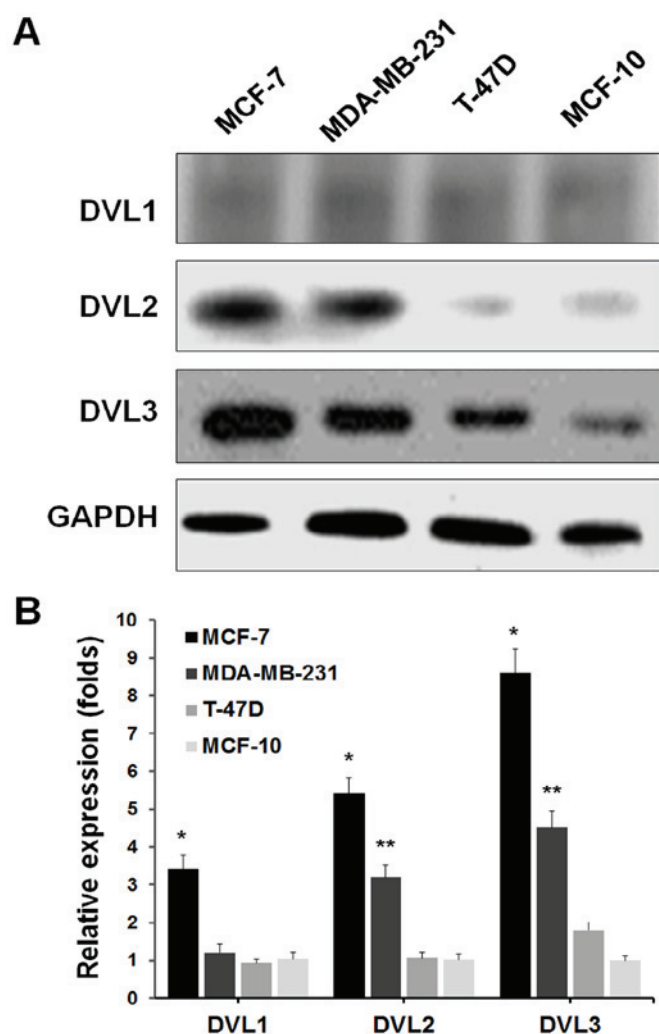 A
MCF-7 MDA-MB-231 T-47D MCF-10
DVL1
DVL2
DVL3
GAPDH
B
Relative expression (folds)
10
9
8
7
6
5
4
3
2
1
0
MCF-7
MDA-MB-231
T-47D
MCF-10
*
*
**
*
**
DVL1 DVL2 DVL3